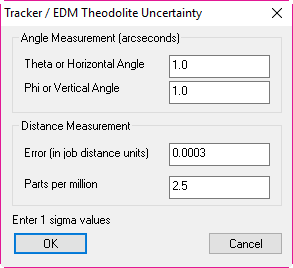 Tracker / EDM Theodolite Uncertainty
Angle Measurement (arcseconds)
Theta or Horizontal Angle 1.0
Phi or Vertical Angle 1.0
Distance Measurement
Error (in job distance units) 0.0003
Parts per million 2.5
Enter 1 sigma values
OK Cancel